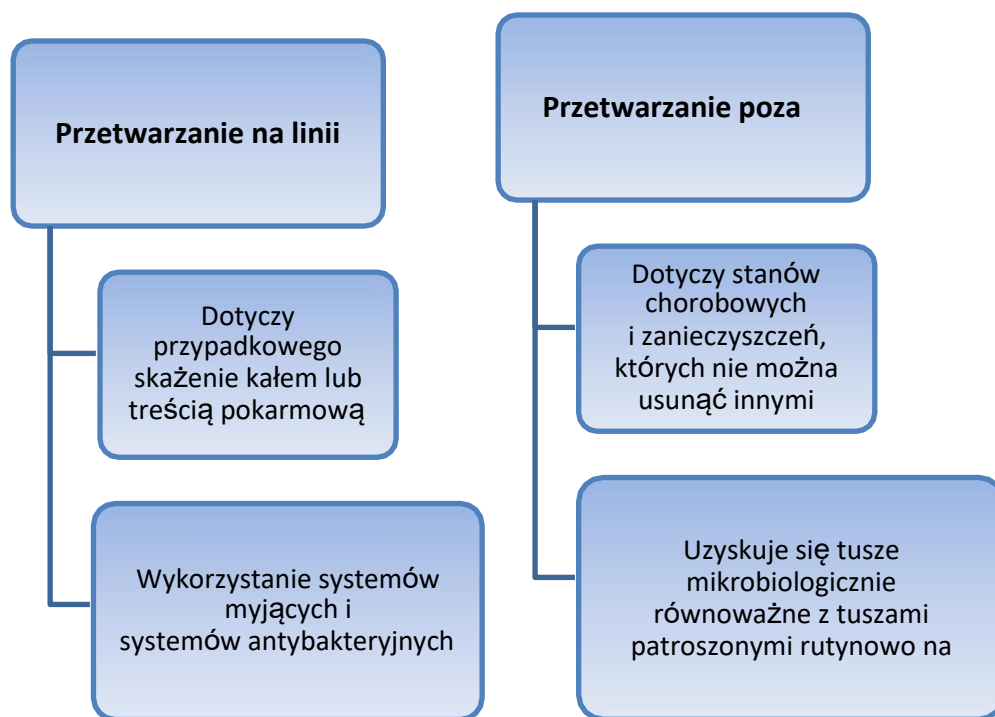 Przetwarzanie na linii
Dotyczy
przypadkowego
skażenie kałem lub
treścią pokarmową
Wykorzystanie systemów
myjących i
systemów antybakteryjnych
Przetwarzanie poza
Dotyczy stanów
chorobowych
i zanieczyszczeń,
których nie można
usunąć innymi
Uzyskuje się tusze
mikrobiologicznie
równoważne z tuszami
patroszonymi rutynowo na